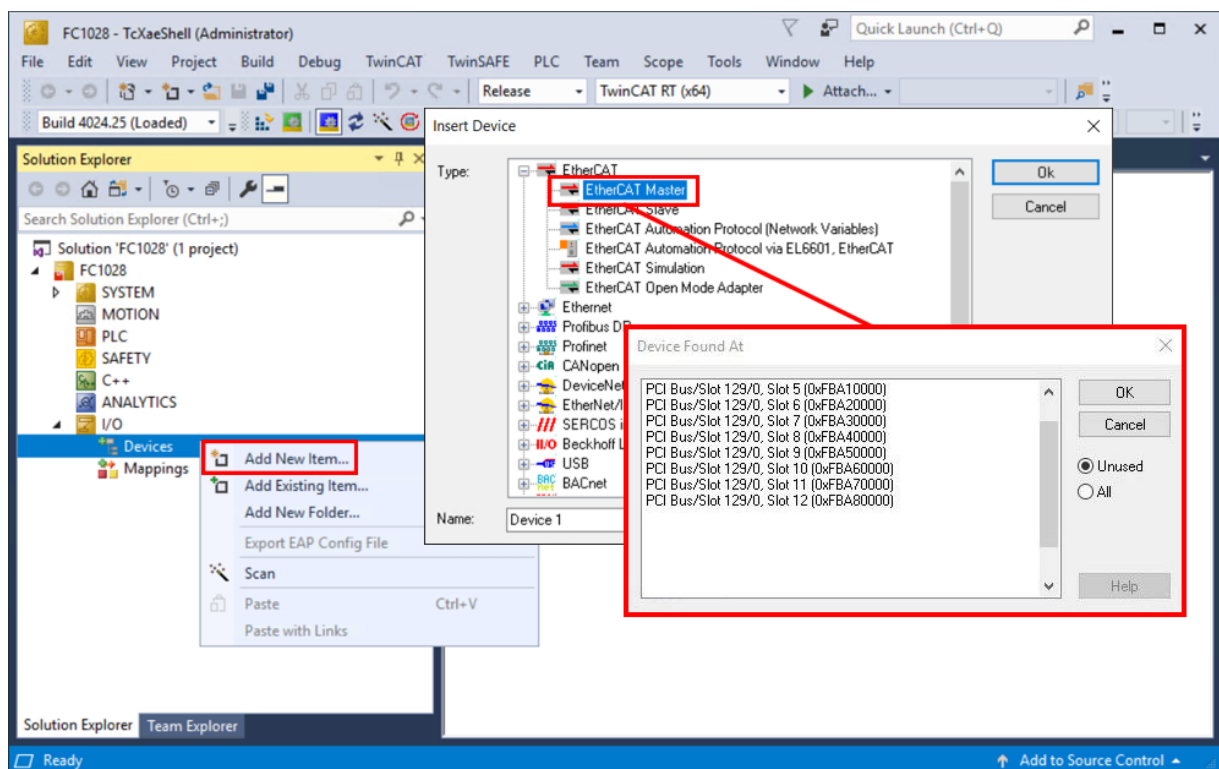 FC1028 - TcXaeShell (Administrator)
Quick Launch (Ctrl+Q)
File Edit View Project Build Debug TwinCAT TwinSAFE PLC Team Scope Tools Window Help
Release TwinCAT RT (x64) Attach...
Build 4024.25 (Loaded)
Solution Explorer
Search Solution Explorer (Ctrl+;)
Solution 'FC1028' (1 project)
FC1028
SYSTEM
MOTION
PLC
SAFETY
C++
ANALYTICS
I/O
Devices
Mappings
Add New Item...
Add Existing Item...
Add New Folder...
Export EAP Config File
Scan
Paste Ctrl+V
Paste with Links
Insert Device
Type:
EtherCAT
EtherCAT Master
EtherCAT Slave
EtherCAT Automation Protocol (Network Variables)
EtherCAT Automation Protocol via EL6601, EtherCAT
EtherCAT Simulation
EtherCAT Open Mode Adapter
Ethernet
Profibus DP
Profinet
CANopen
DeviceNet
EtherNet/I
SERCOS i
Beckhoff L
USB
BACnet
Ok
Cancel
Name: Device 1
Device Found At
PCI Bus/Slot 129/0, Slot 5 (0xFBA10000)
PCI Bus/Slot 129/0, Slot 6 (0xFBA20000)
PCI Bus/Slot 129/0, Slot 7 (0xFBA30000)
PCI Bus/Slot 129/0, Slot 8 (0xFBA40000)
PCI Bus/Slot 129/0, Slot 9 (0xFBA50000)
PCI Bus/Slot 129/0, Slot 10 (0xFBA60000)
PCI Bus/Slot 129/0, Slot 11 (0xFBA70000)
PCI Bus/Slot 129/0, Slot 12 (0xFBA80000)
OK
Cancel
Unused
All
Help
Solution Explorer Team Explorer
Ready
Add to Source Control